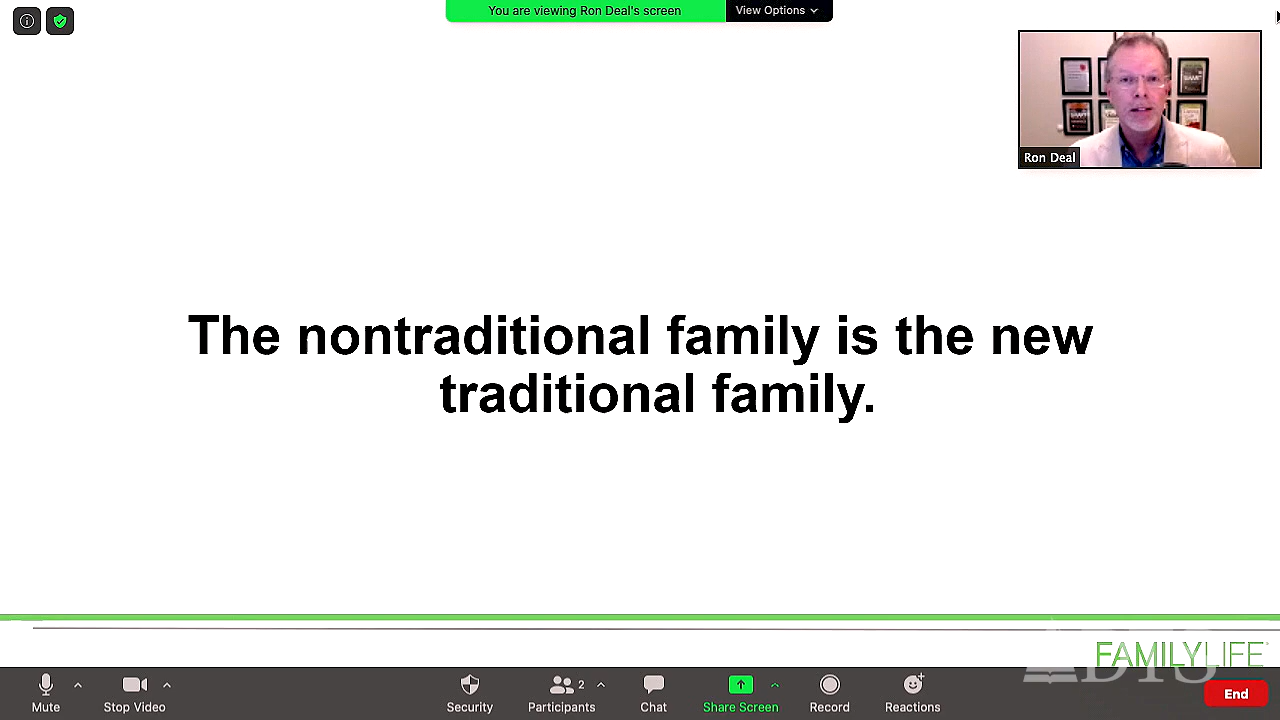 You are viewing Ron Deal's screen
View Options
Ron Deal
The nontraditional family is the new
traditional family.
FAMILYLIFE
DTS
Mute
Stop Video
Security
Participants
2
Chat
Share Screen
Record
Reactions
End